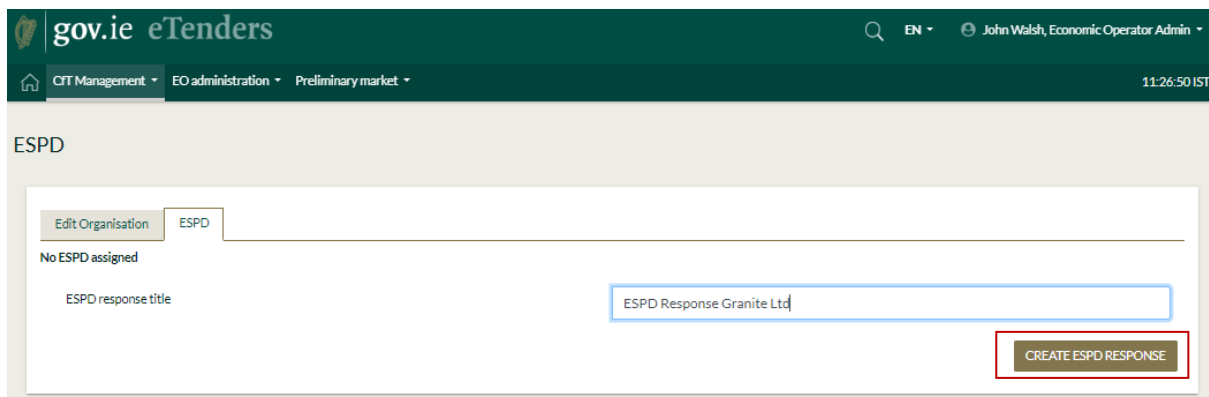 gov.ie eTenders
EN
John Walsh, Economic Operator Admin
CfT Management EO administration Preliminary market
11:26:50 IST
ESPD
Edit Organisation ESPD
No ESPD assigned
ESPD response title
ESPD Response Granite Ltd
CREATE ESPD RESPONSE